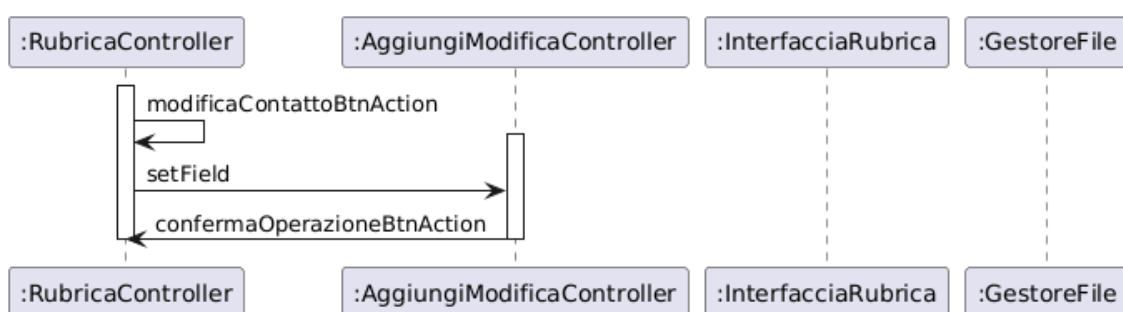 :RubricaController
:AggiungiModificaController
:InterfacciaRubrica
:GestoreFile
modificaContattoBtnAction
setField
confermaOperazioneBtnAction
:RubricaController
:AggiungiModificaController
:InterfacciaRubrica
:GestoreFile